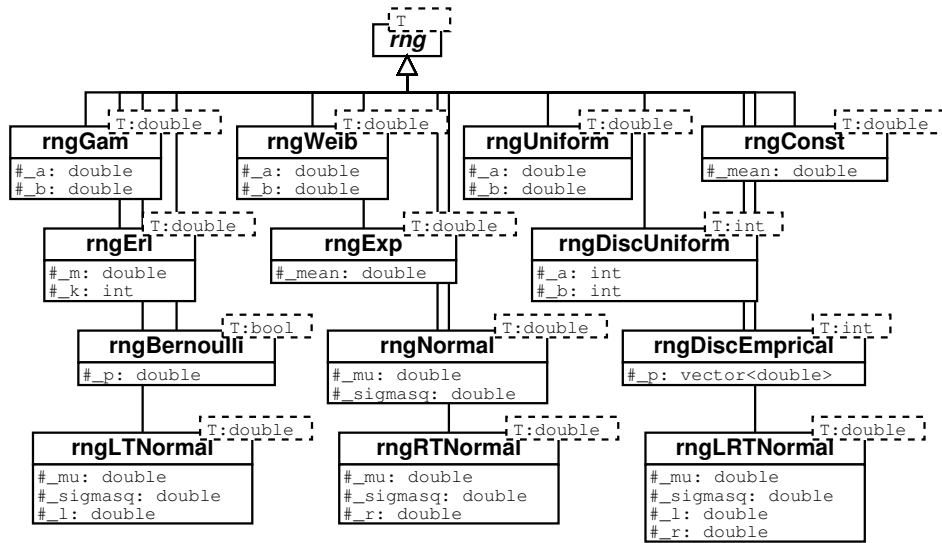 T
rng
T:double
T:double
T:double
T:double
rngGam
rngWeib
rngUniform
rngConst
#_a: double
#_b: double
#_a: double
#_b: double
#_a: double
#_b: double
#_mean: double
T:double
T:double
T:int
rngErl
rngExp
rngDiscUniform
#_m: double
#_k: int
#_mean: double
#_a: int
#_b: int
T:bool
T:double
T:int
rngBernoulli
rngNormal
rngDiscEmprical
#_p: double
#_mu: double
#_sigmasq: double
#_p: vector<double>
T:double
T:double
T:double
rngLTNormal
rngRTNormal
rngLRTNormal
#_mu: double
#_sigmasq: double
#_l: double
#_mu: double
#_sigmasq: double
#_r: double
#_mu: double
#_sigmasq: double
#_l: double
#_r: double